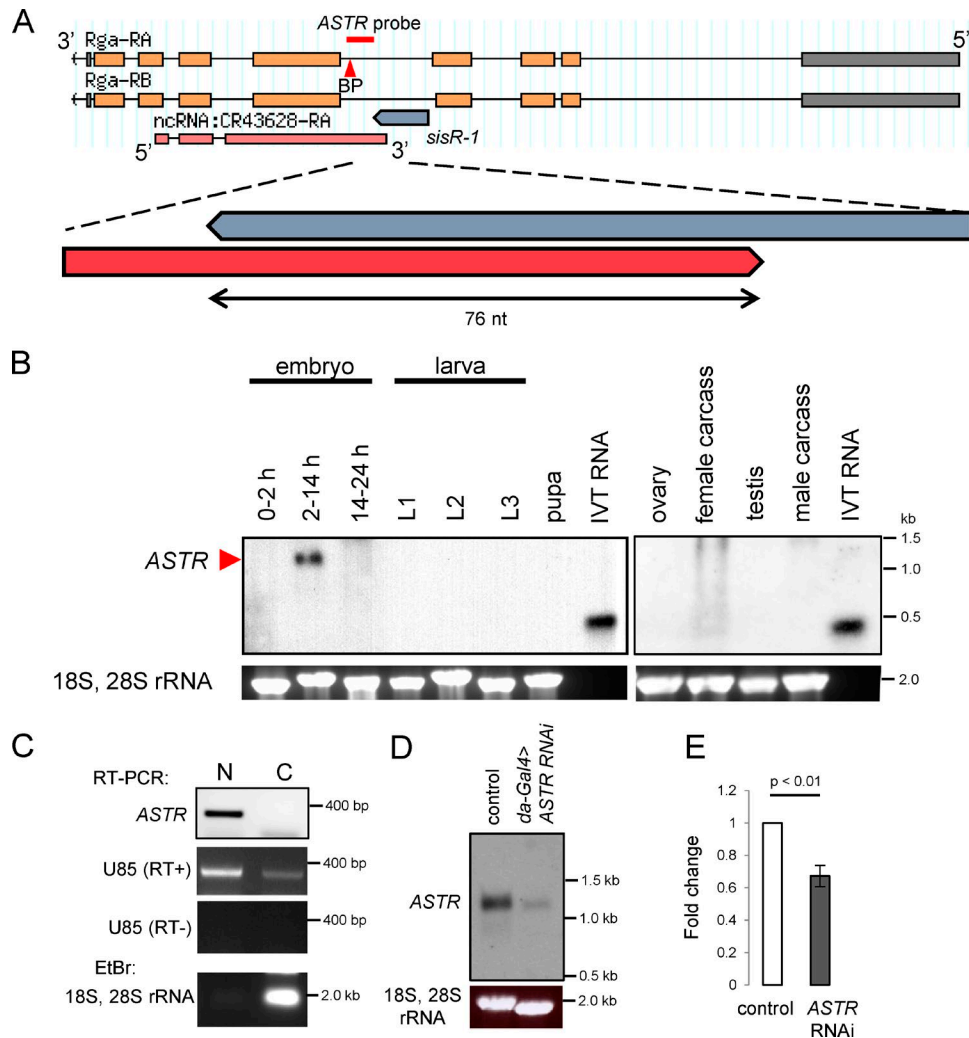 A
ASTR probe
3’ Rga-RA 5’
BP
Rga-RB
ncRNA:CR43628-RA
sisR-1
5’ 3’
76 nt
B
embryo larva
0-2 h 2-14 h 14-24 h L1 L2 L3 pupa IVT RNA ovary female carcass testis male carcass IVT RNA
kb
1.5
ASTR
1.0
0.5
18S, 28S rRNA 2.0
C
RT-PCR: N C
ASTR 400 bp
U85 (RT+) 400 bp
U85 (RT-) 400 bp
EtBr:
18S, 28S rRNA 2.0 kb
D
control da-Gal4> ASTR RNAi
1.5 kb
ASTR
1.0 kb
0.5 kb
18S, 28S 2.0 kb
rRNA
E
p < 0.01
Fold change
1.2
1
0.8
0.6
0.4
0.2
0
control ASTR
RNAi